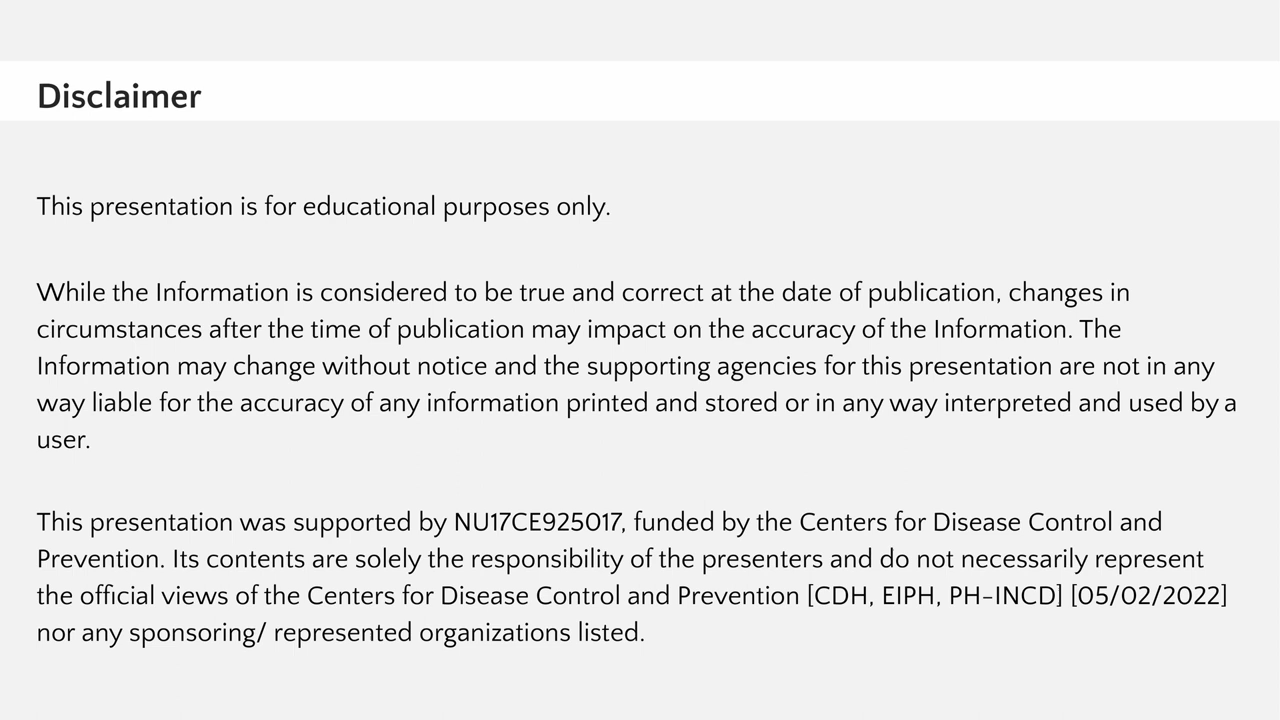 Disclaimer
This presentation is for educational purposes only.
While the Information is considered to be true and correct at the date of publication, changes in
circumstances after the time of publication may impact on the accuracy of the Information. The
Information may change without notice and the supporting agencies for this presentation are not in any
way liable for the accuracy of any information printed and stored or in any way interpreted and used by a
user.
This presentation was supported by NU17CE925017, funded by the Centers for Disease Control and
Prevention. Its contents are solely the responsibility of the presenters and do not necessarily represent
the official views of the Centers for Disease Control and Prevention [CDH, EIPH, PH-INCD] [05/02/2022]
nor any sponsoring/ represented organizations listed.